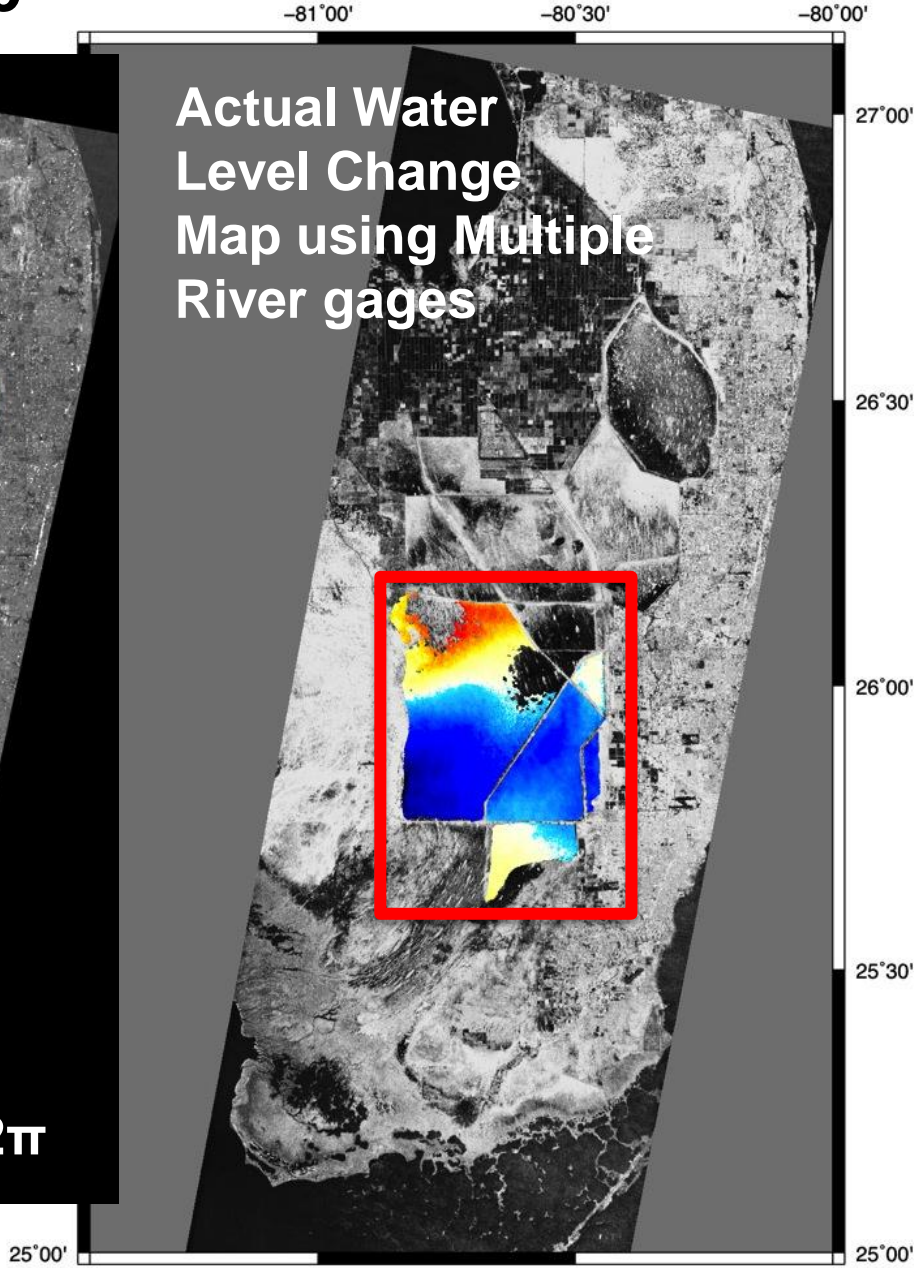 −81˚00'
−80˚30'
−80˚00'
Actual Water
Level Change
Map using Multiple
River gages
27˚00'
26˚30'
26˚00'
25˚30'
2π
25˚00'
25˚00'